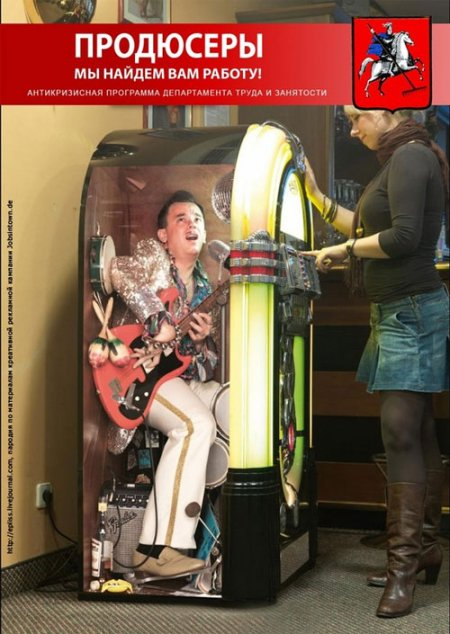 ПРОДЮСЕРЫ
МЫ НАЙДЕМ ВАМ РАБОТУ!
АНТИКРИЗИСНАЯ ПРОГРАММА ДЕПАРТАМЕНТА ТРУДА И ЗАНЯТОСТИ
http://epliss.livejournal.com, пародия по материалам креативной рекламной кампании Jobsintown.de